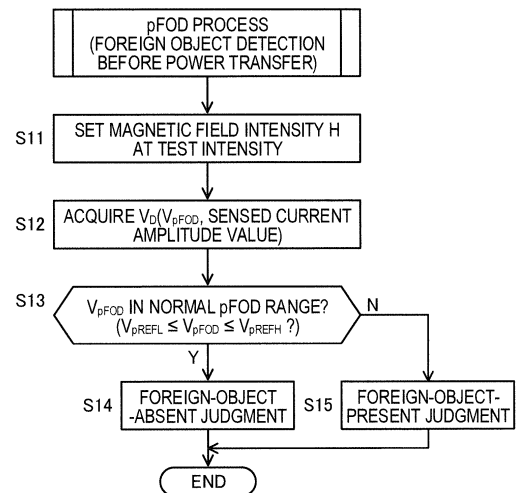 pFOD PROCESS
(FOREIGN OBJECT DETECTION
BEFORE POWER TRANSFER)
S11
SET MAGNETIC FIELD INTENSITY H
AT TEST INTENSITY
S12
ACQUIRE VD(VpFOD, SENSED CURRENT
AMPLITUDE VALUE)
S13
VpFOD IN NORMAL pFOD RANGE?
(VpREFL ≤ VpFOD ≤ VpREFH ?)
N
Y
S14
FOREIGN-OBJECT
-ABSENT JUDGMENT
S15
FOREIGN-OBJECT-
PRESENT JUDGMENT
END